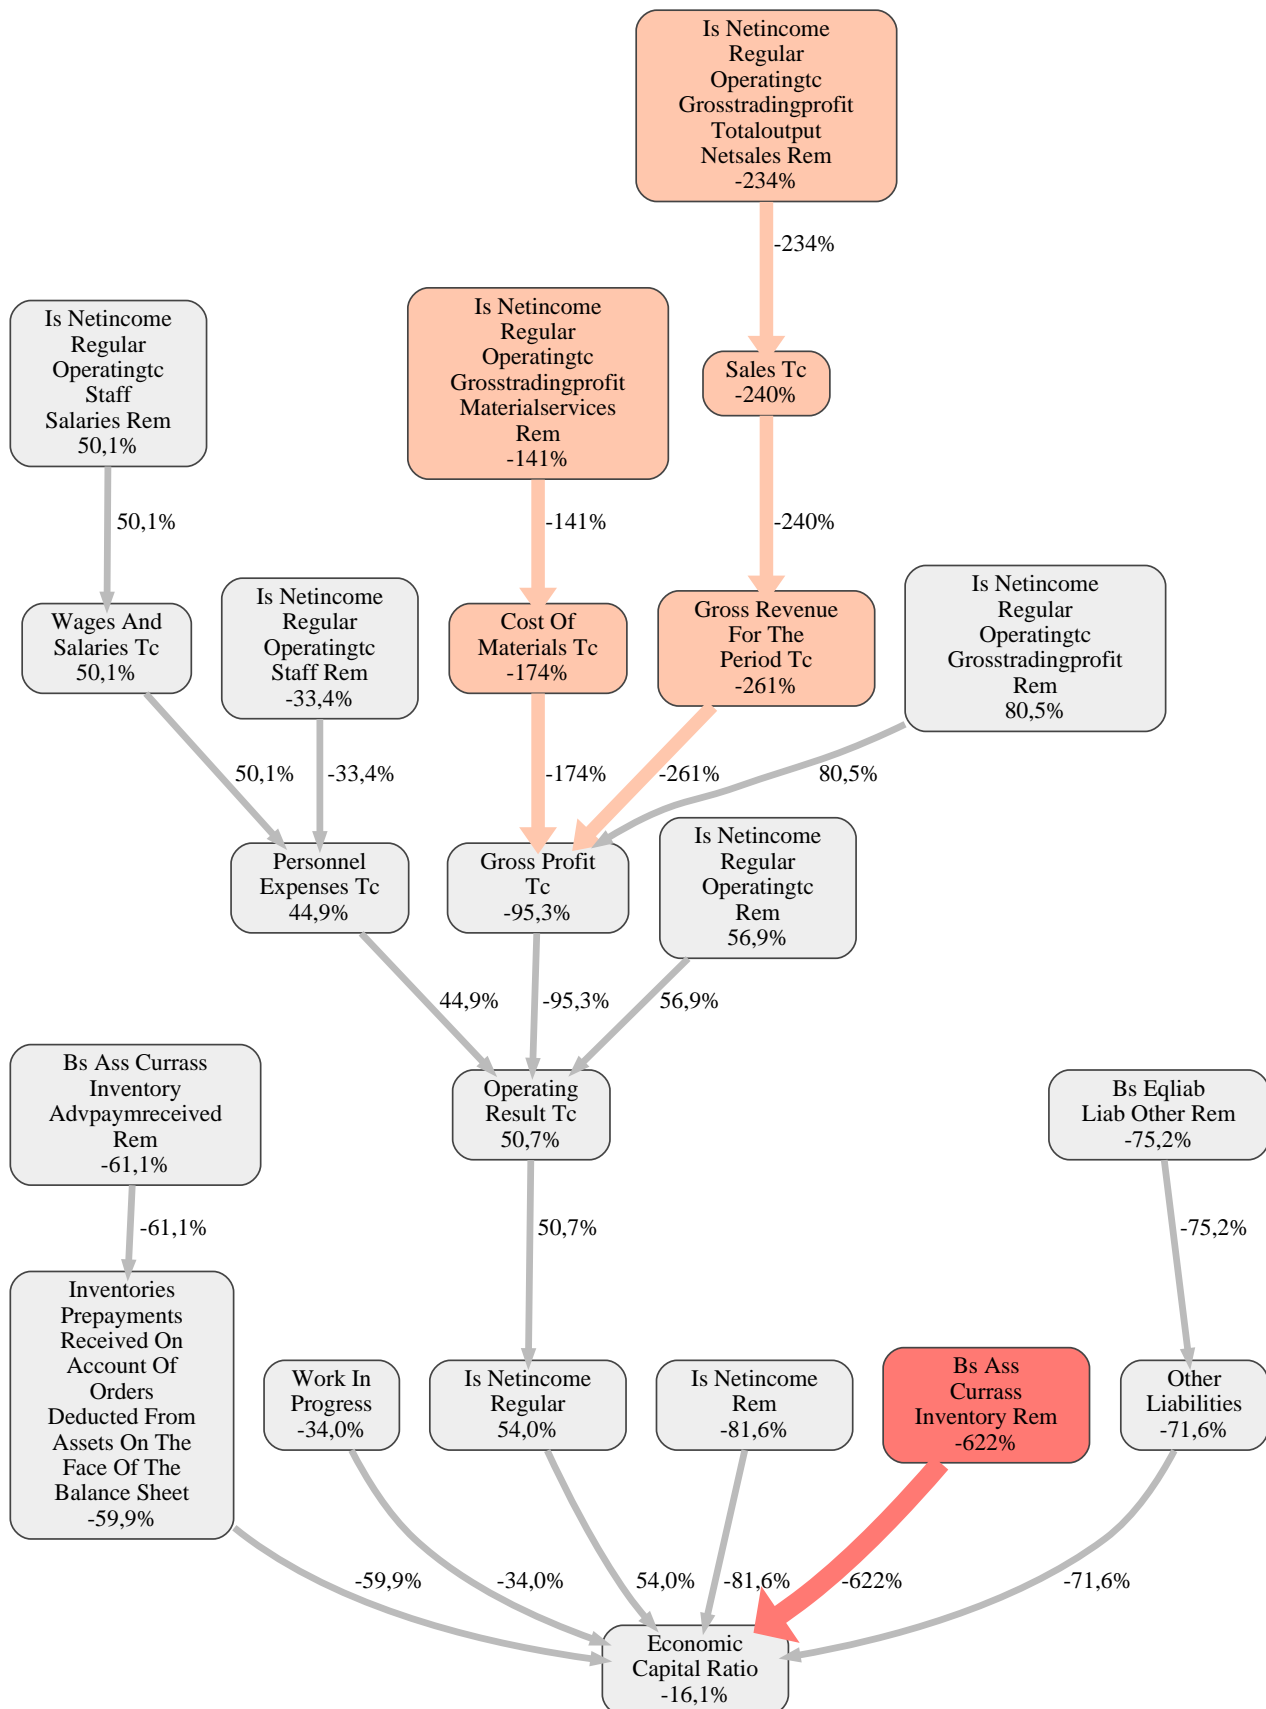 Is Netincome
Regular
Operatingtc
Grosstradingprofit
Totaloutput
Netsales Rem
-234%
-234%
Is Netincome
Regular
Operatingtc
Staff
Salaries Rem
50,1%
Is Netincome
Regular
Operatingtc
Grosstradingprofit
Materialservices
Rem
-141%
Sales Tc
-240%
50,1%
-141%
-240%
Wages And
Salaries Tc
50,1%
Is Netincome
Regular
Operatingtc
Staff Rem
-33,4%
Cost Of
Materials Tc
-174%
Gross Revenue
For The
Period Tc
-261%
Is Netincome
Regular
Operatingtc
Grosstradingprofit
Rem
80,5%
50,1%
-33,4%
-174%
-261%
80,5%
Personnel
Expenses Tc
44,9%
Gross Profit
Tc
-95,3%
Is Netincome
Regular
Operatingtc
Rem
56,9%
44,9%
-95,3%
56,9%
Bs Ass Currass
Inventory
Advpaymreceived
Rem
-61,1%
Operating
Result Tc
50,7%
Bs Eqliab
Liab Other Rem
-75,2%
-61,1%
50,7%
-75,2%
Inventories
Prepayments
Received On
Account Of
Orders
Deducted From
Assets On The
Face Of The
Balance Sheet
-59,9%
Work In
Progress
-34,0%
Is Netincome
Regular
54,0%
Is Netincome
Rem
-81,6%
Bs Ass
Currass
Inventory Rem
-622%
Other
Liabilities
-71,6%
-59,9%
-34,0%
54,0%
-81,6%
-622%
-71,6%
Economic
Capital Ratio
-16,1%